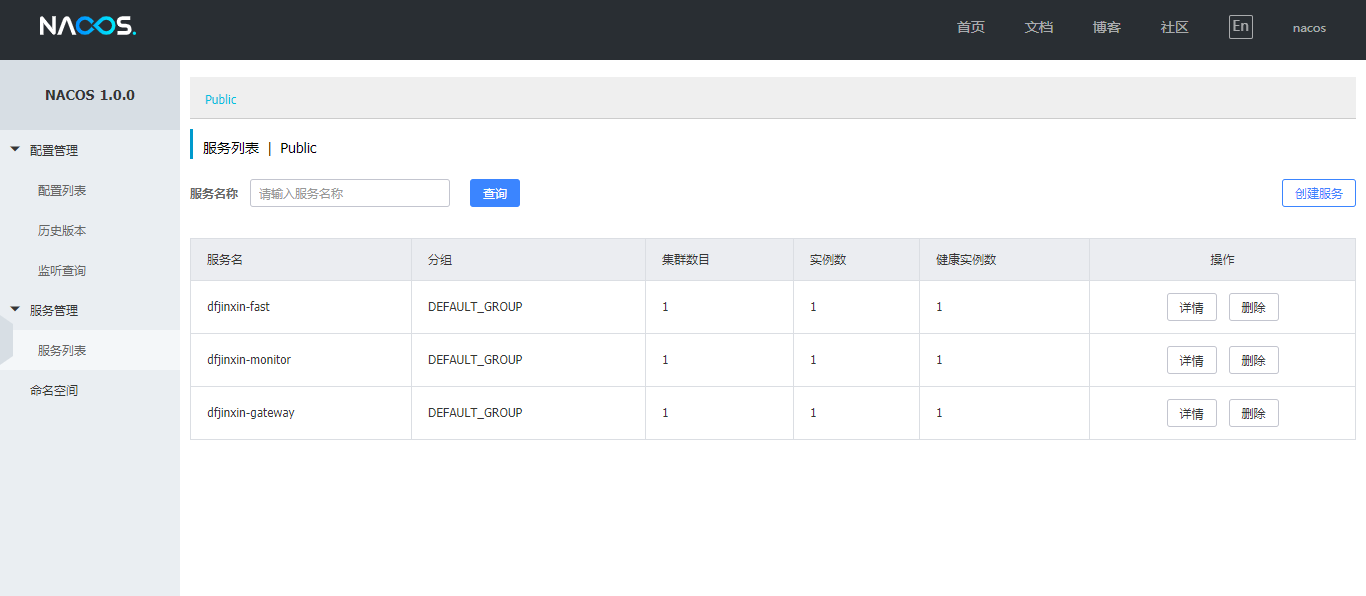 NACOS.
首页 文档 博客 社区 En nacos
NACOS 1.0.0
配置管理
配置列表
历史版本
监听查询
服务管理
服务列表
命名空间
Public
服务列表 | Public
服务名称 请输入服务名称 查询 创建服务
服务名 分组 集群数目 实例数 健康实例数 操作
dfjinxin-fast DEFAULT_GROUP 1 1 1 详情 删除
dfjinxin-monitor DEFAULT_GROUP 1 1 1 详情 删除
dfjinxin-gateway DEFAULT_GROUP 1 1 1 详情 删除